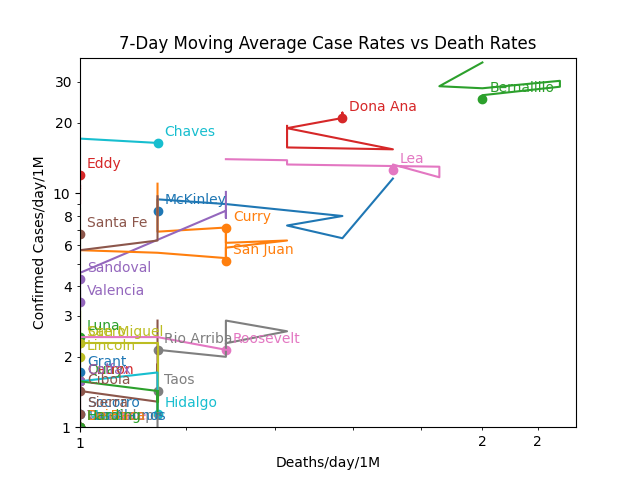 7-Day Moving Average Case Rates vs Death Rates
Confirmed Cases/day/1M
30
20
10
8
6
4
3
2
1
Bernalillo
Dona Ana
Chaves
Lea
Eddy
McKinley
Curry
Santa Fe
San Juan
Sandoval
Valencia
Luna
San Miguel
Rio Arriba
Roosevelt
Lincoln
Grant
Cibola
Taos
Socorro
Hidalgo
1
2
2
Deaths/day/1M